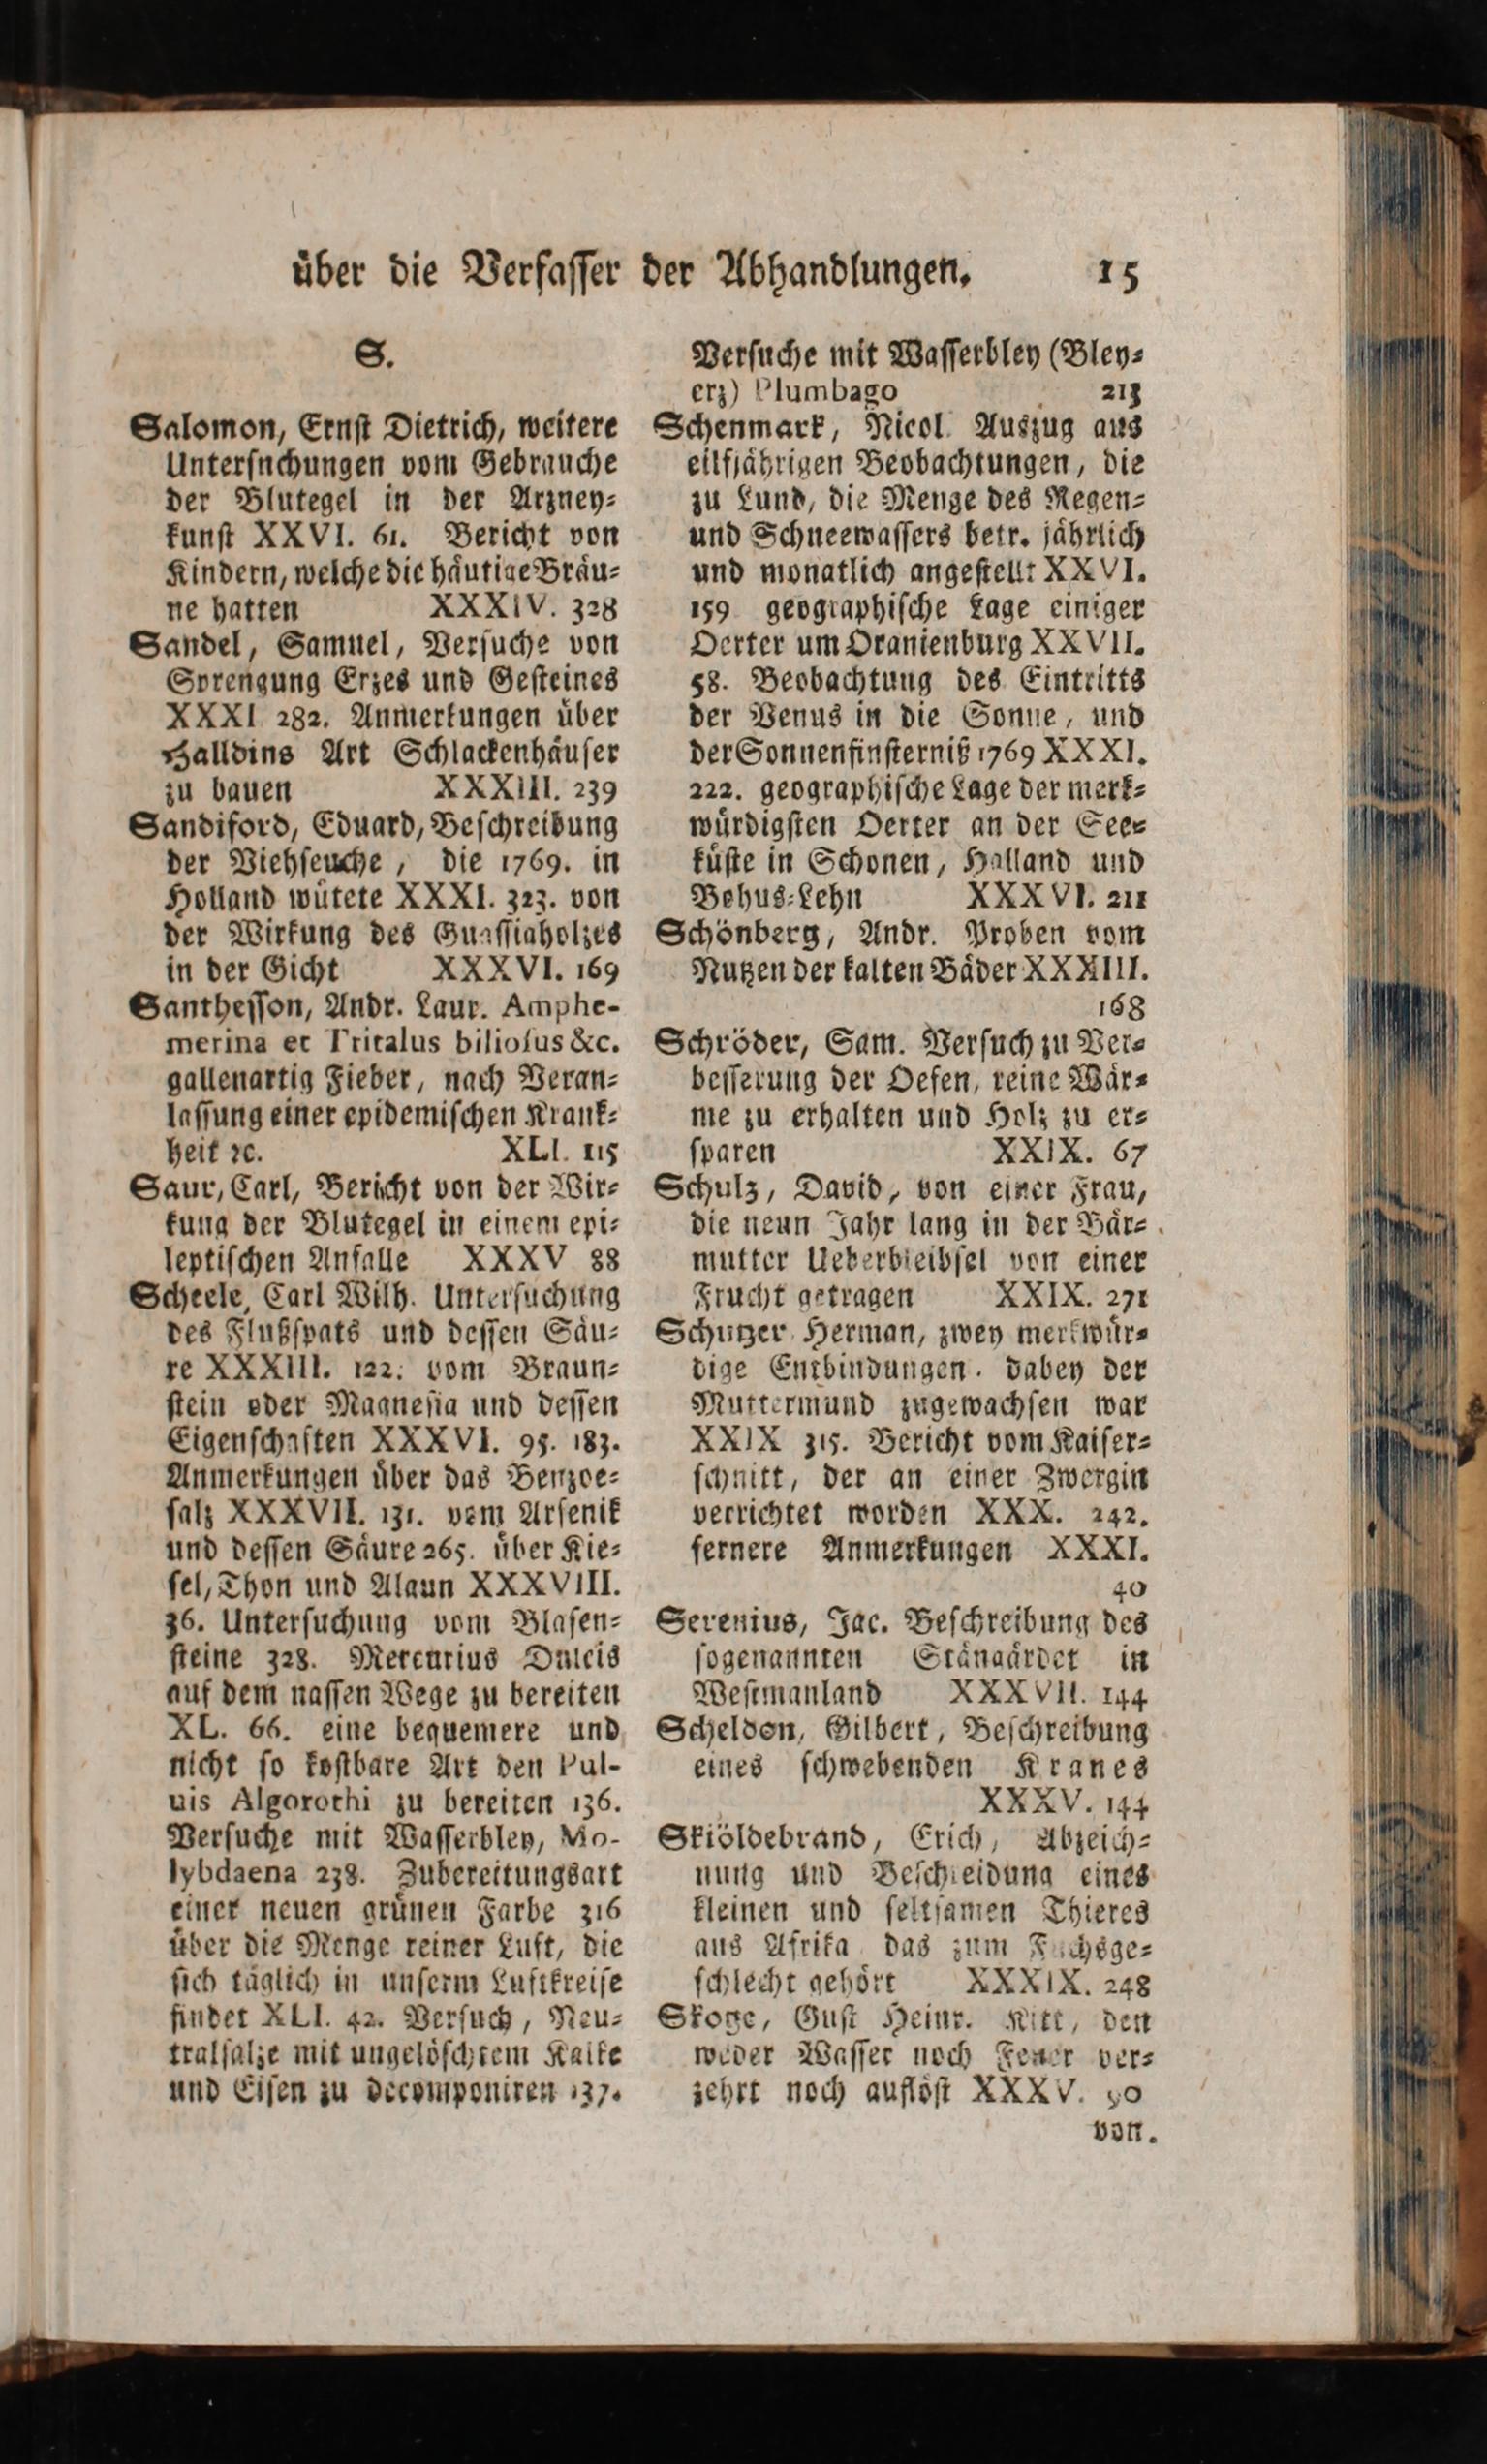 über die Verfaſſer der Abhandlungen. 15
S.
Salomon, Ernſt Dietrich, weitere
Unterſuchungen vom Gebrauche
der Blutegel in der Arzney⸗
kunſt XXVI. 61. Bericht von
Kindern, welche die häutige Bräu⸗
ne hatten XXXIV. 328
Sandel, Samuel, Verſuche von
Sprengung Erzes und Geſteines
XXXI 282. Anmerkungen über
Halldins Art Schlackenhäuſer
zu bauen XXXIII. 239
Sandiford, Eduard, Beſchreibung
der Viehſeuche, die 1769. in
Holland wütete XXXI. 323. von
der Wirkung des Guaſſiaholzes
in der Gicht XXXVI. 169
Santheſſon, Andr. Laur. Amphe-
merina et Tritalus bilioſus &c.
gallenartig Fieber, nach Veran⸗
laſſung einer epidemiſchen Krank⸗
heit ꝛc. XLI. 115
Saur, Carl, Bericht von der Wir⸗
kung der Blutegel in einem epi⸗
leptiſchen Anfalle XXXV 88
Scheele, Carl Wilh. Unterſuchung
des Flußſpats und deſſen Säu⸗
re XXXIII. 122. vom Braun⸗
ſtein oder Magneſia und deſſen
Eigenſchaften XXXVI. 95. 183.
Anmerkungen über das Benzoe⸗
ſalz XXXVII. 131. vom Arſenik
und deſſen Säure 265. über Kie⸗
ſel, Thon und Alaun XXXVIII.
36. Unterſuchung vom Blaſen⸗
ſteine 328. Mercurius Dulcis
auf dem naſſen Wege zu bereiten
XL. 66. eine bequemere und
nicht ſo koſtbare Art den Pul-
uis Algorothi zu bereiten 136.
Verſuche mit Waſſerbley, Mo-
lybdaena 238. Zubereitungsart
einer neuen grünen Farbe 316
über die Menge reiner Luft, die
ſich täglich in unſerm Luftkreiſe
findet XLI. 42. Verſuch, Neu⸗
tralſalze mit ungelöſchtem Kalke
und Eiſen zu decomponiren 137.
Verſuche mit Waſſerbley (Bley⸗
erz) Plumbago 213
Schenmark, Nicol. Auszug aus
eilfjährigen Beobachtungen, die
zu Lund, die Menge des Regen⸗
und Schneewaſſers betr. jährlich
und monatlich angeſtellt XXVI.
159 geographiſche Lage einiger
Oerter um Oranienburg XXVII.
58. Beobachtung des Eintritts
der Venus in die Sonne, und
der Sonnenfinſterniß 1769 XXXI.
222. geographiſche Lage der merk⸗
würdigſten Oerter an der See⸗
küſte in Schonen, Halland und
Bohus⸗Lehn XXXVI. 211
Schönberg, Andr. Proben vom
Nutzen der kalten Bäder XXXIII.
168
Schröder, Sam. Verſuch zu Ver⸗
beſſerung der Oefen, reine Wär⸗
me zu erhalten und Holz zu er⸗
ſparen XXIX. 67
Schulz, David, von einer Frau,
die neun Jahr lang in der Bär⸗
mutter Ueberbleibſel von einer
Frucht getragen XXIX. 271
Schutzer Herman, zwey merkwür⸗
dige Entbindungen. dabey der
Muttermund zugewachſen war
XXIX 315. Bericht vom Kaiſer⸗
ſchnitt, der an einer Zwergin
verrichtet worden XXX. 242.
fernere Anmerkungen XXXI.
40
Serenius, Jac. Beſchreibung des
ſogenannten Stängärdet in
Weſtmanland XXXVII. 144
Scheldon, Gilbert, Beſchreibung
eines ſchwebenden Kranes
XXXV. 144
Skiöldebrand, Erich, Abzeich⸗
nung und Beſchreibung eines
kleinen und ſeltſamen Thieres
aus Afrika das zum Fuchsge⸗
ſchlecht gehört XXXIX. 248
Skoge, Guſt Heinr. Kitt, den
weder Waſſer noch Feuer ver⸗
zehrt noch auflöſt XXXV. 90
von.